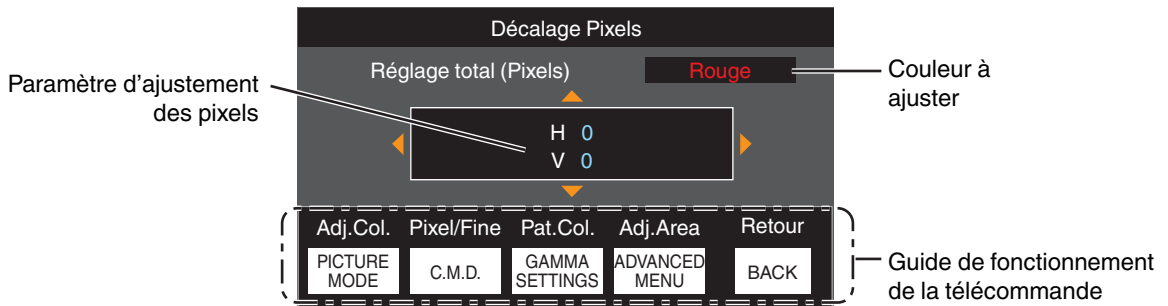 Décalage Pixels
Réglage total (Pixels)
Rouge
Paramètre d'ajustement
des pixels
Couleur à
ajuster
H 0
V 0
Adj.Col.
Pixel/Fine
Pat.Col.
Adj.Area
Retour
PICTURE
MODE
C.M.D.
GAMMA
SETTINGS
ADVANCED
MENU
BACK
Guide de fonctionnement
de la télécommande